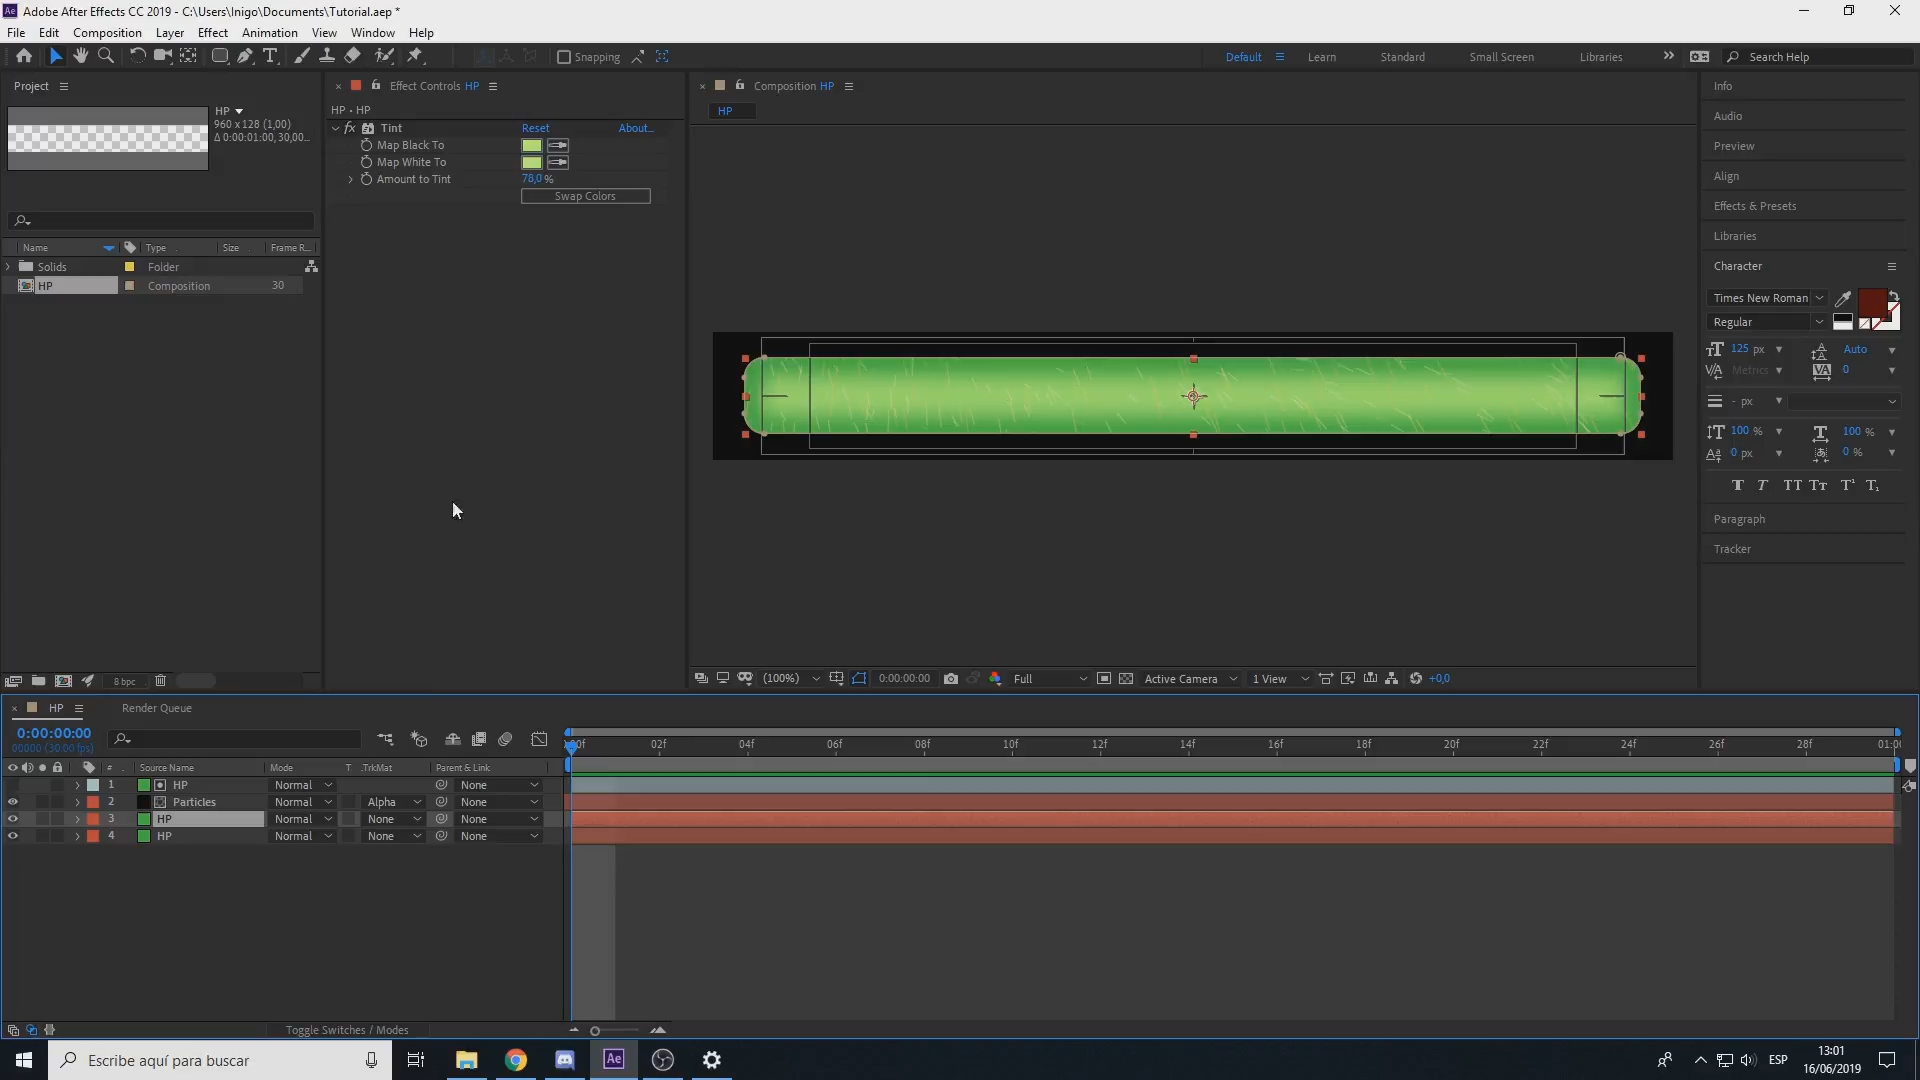 Adobe After Effects CC 2019 - C:\Users\Inigo\Documents\Tutorial.aep *
File Edit Composition Layer Effect Animation View Window Help
Snapping Default Learn Standard Small Screen Libraries Search Help
Project
HP
960 x 128 (1,00)
Δ 0:00:01:00, 30,00...
Name Type Size Frame R...
Solids Folder
HP Composition 30
8 bpc
Effect Controls HP
HP • HP
fx Tint Reset About...
Map Black To
Map White To
Amount to Tint 78,0 %
Swap Colors
Composition HP
HP
(100%) 0:00:00:00 Full Active Camera 1 View +0,0
Info
Audio
Preview
Align
Effects & Presets
Libraries
Character
Times New Roman
Regular
125 px Auto
Metrics 0
- px
100 % 100 %
0 px 0 %
T T TT Tt T¹ T₁
Paragraph
Tracker
HP Render Queue
0:00:00:00
00000 (30.00 fps)
:00f 02f 04f 06f 08f 10f 12f 14f 16f 18f 20f 22f 24f 26f 28f 01:0
# Source Name Mode T .TrkMat Parent & Link
1 HP Normal None
2 Particles Normal Alpha None
3 HP Normal None None
4 HP Normal None None
Toggle Switches / Modes
Escribe aquí para buscar
Ae
ESP
13:01
16/06/2019